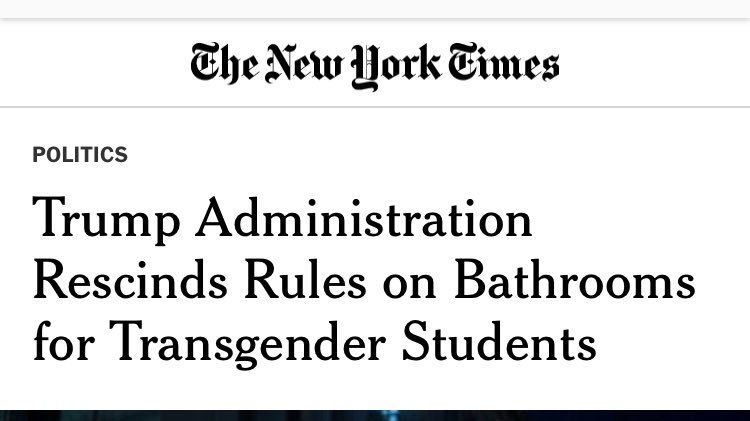 The New York Times
POLITICS
Trump Administration
Rescinds Rules on Bathrooms
for Transgender Students